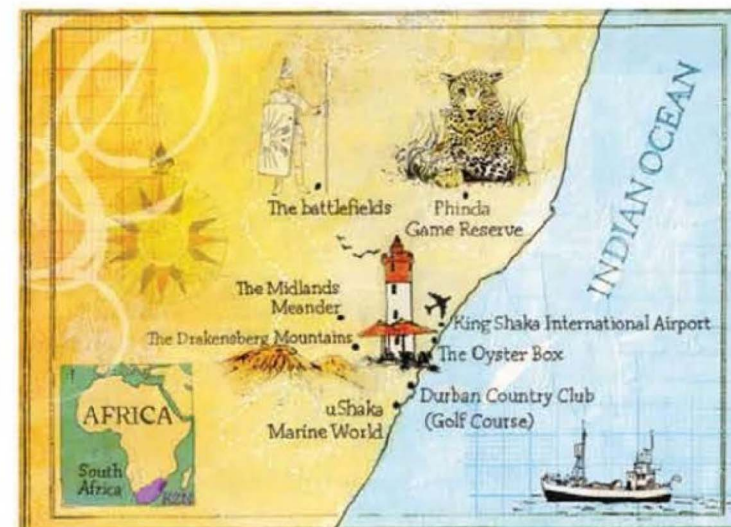 INDIAN OCEAN
The battlefields
Phinda
Game Reserve
The Midlands
Meander
King Shaka International Airport
The Drakensberg Mountains
The Oyster Box
Durban Country Club
(Golf Course)
uShaka
Marine World
AFRICA
South
Africa
KZN